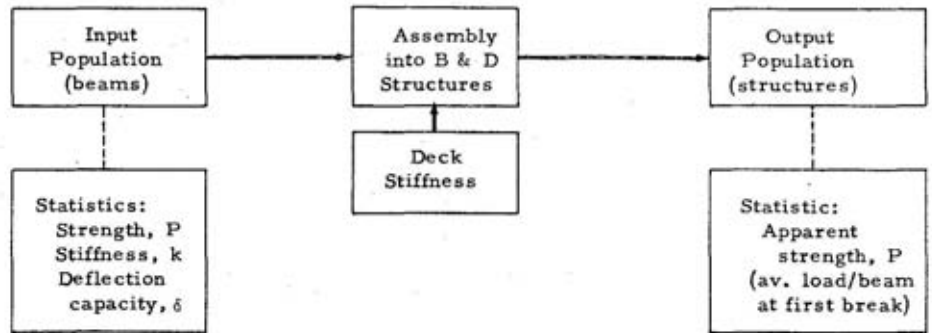 Input
Population
(beams)
Assembly
into B & D
Structures
Output
Population
(structures)
Deck
Stiffness
Statistics:
Strength, P
Stiffness, k
Deflection
capacity, δ
Statistic:
Apparent
strength, P
(av. load/beam
at first break)